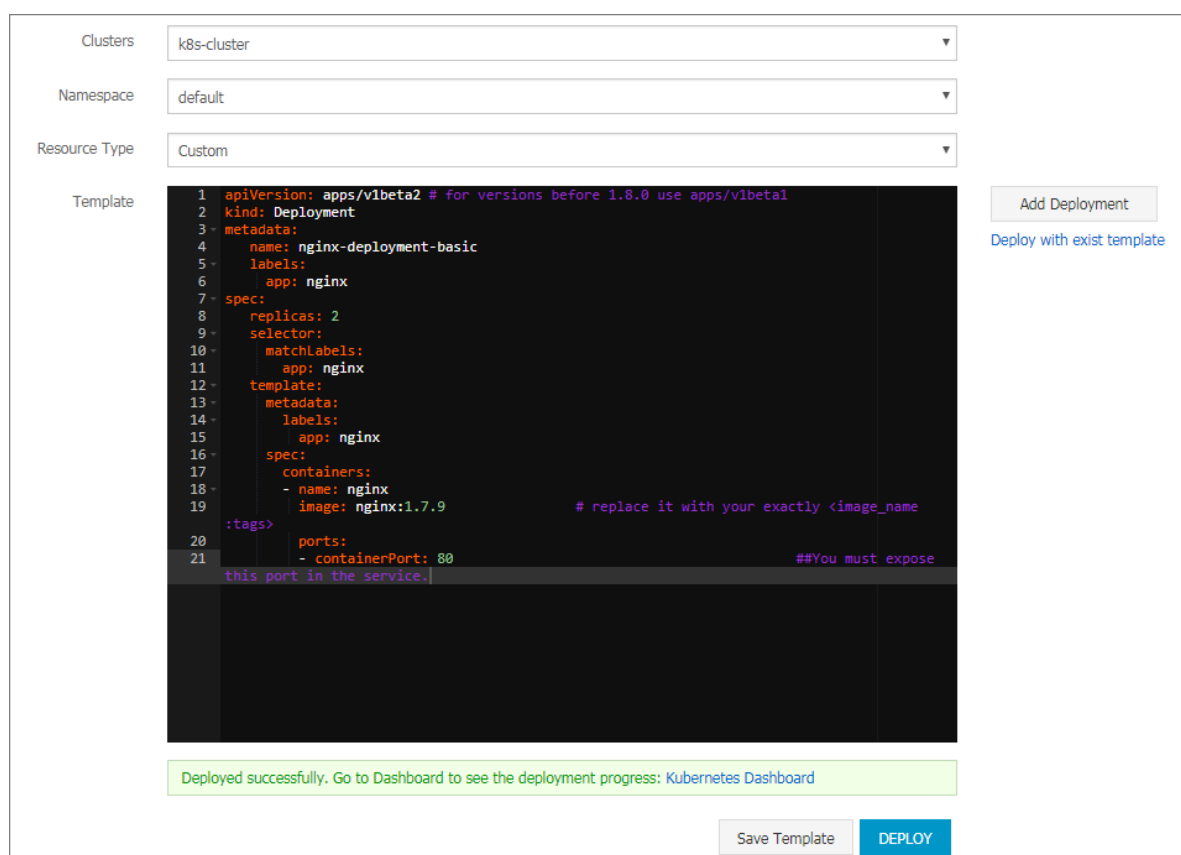 Clusters k8s-cluster
Namespace default
Resource Type Custom
Template
1 apiVersion: apps/v1beta2 # for versions before 1.8.0 use apps/v1beta1
2 kind: Deployment
3 metadata:
4 name: nginx-deployment-basic
5 labels:
6 app: nginx
7 spec:
8 replicas: 2
9 selector:
10 matchLabels:
11 app: nginx
12 template:
13 metadata:
14 labels:
15 app: nginx
16 spec:
17 containers:
18 - name: nginx
19 image: nginx:1.7.9 # replace it with your exactly <image_name
:tags>
20 ports:
21 - containerPort: 80 ##You must expose
this port in the service.
Add Deployment
Deploy with exist template
Deployed successfully. Go to Dashboard to see the deployment progress: Kubernetes Dashboard
Save Template DEPLOY